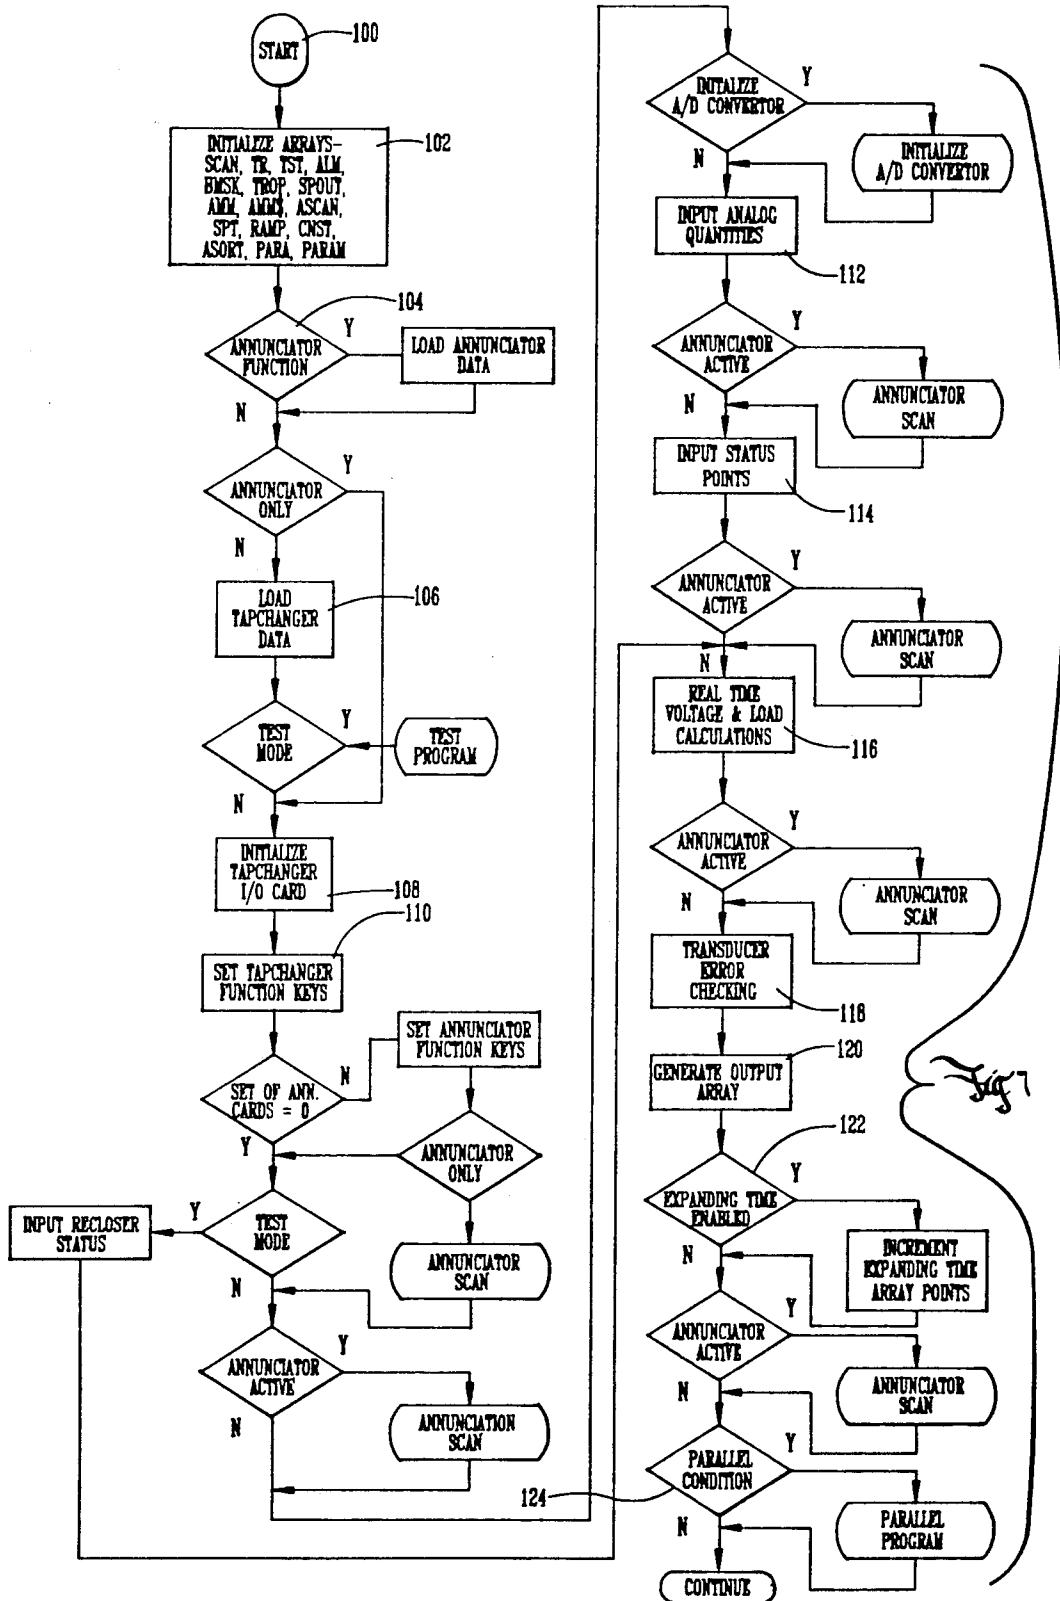 START
100
INITIALIZE ARRAYS-
SCAN, TR, TST, ALM,
BMSK, TROP, SPOUT,
AMM, AMMS, ASCAN,
SPT, RAMP, CNST,
ASORT, PARA, PARAM
102
104
ANNUNCIATOR
FUNCTION
Y
N
LOAD ANNUNCIATOR
DATA
ANNUNCIATOR
ONLY
Y
N
LOAD
TAPCHANGER
DATA
106
TEST
MODE
Y
N
TEST
PROGRAM
INITIALIZE
TAPCHANGER
I/O CARD
108
110
SET TAPCHANGER
FUNCTION KEYS
SET OF ANN.
CARDS = 0
N
Y
SET ANNUNCIATOR
FUNCTION KEYS
ANNUNCIATOR
ONLY
ANNUNCIATOR
SCAN
INPUT RECLOSER
STATUS
Y
TEST
MODE
N
ANNUNCIATOR
ACTIVE
Y
N
ANNUNCIATION
SCAN
INITALIZE
A/D CONVERTOR
Y
N
INITIALIZE
A/D CONVERTOR
INPUT ANALOG
QUANTITIES
112
ANNUNCIATOR
ACTIVE
Y
N
ANNUNCIATOR
SCAN
INPUT STATUS
POINTS
114
ANNUNCIATOR
ACTIVE
Y
N
ANNUNCIATOR
SCAN
REAL TIME
VOLTAGE & LOAD
CALCULATIONS
116
ANNUNCIATOR
ACTIVE
Y
N
ANNUNCIATOR
SCAN
TRANSDUCER
ERROR
CHECKING
118
120
GENERATE OUTPUT
ARRAY
122
EXPANDING TIME
ENABLED
Y
N
INCREMENT
EXPANDING TIME
ARRAY POINTS
ANNUNCIATOR
ACTIVE
Y
N
ANNUNCIATOR
SCAN
PARALLEL
CONDITION
124
Y
N
PARALLEL
PROGRAM
CONTINUE
Fig 7